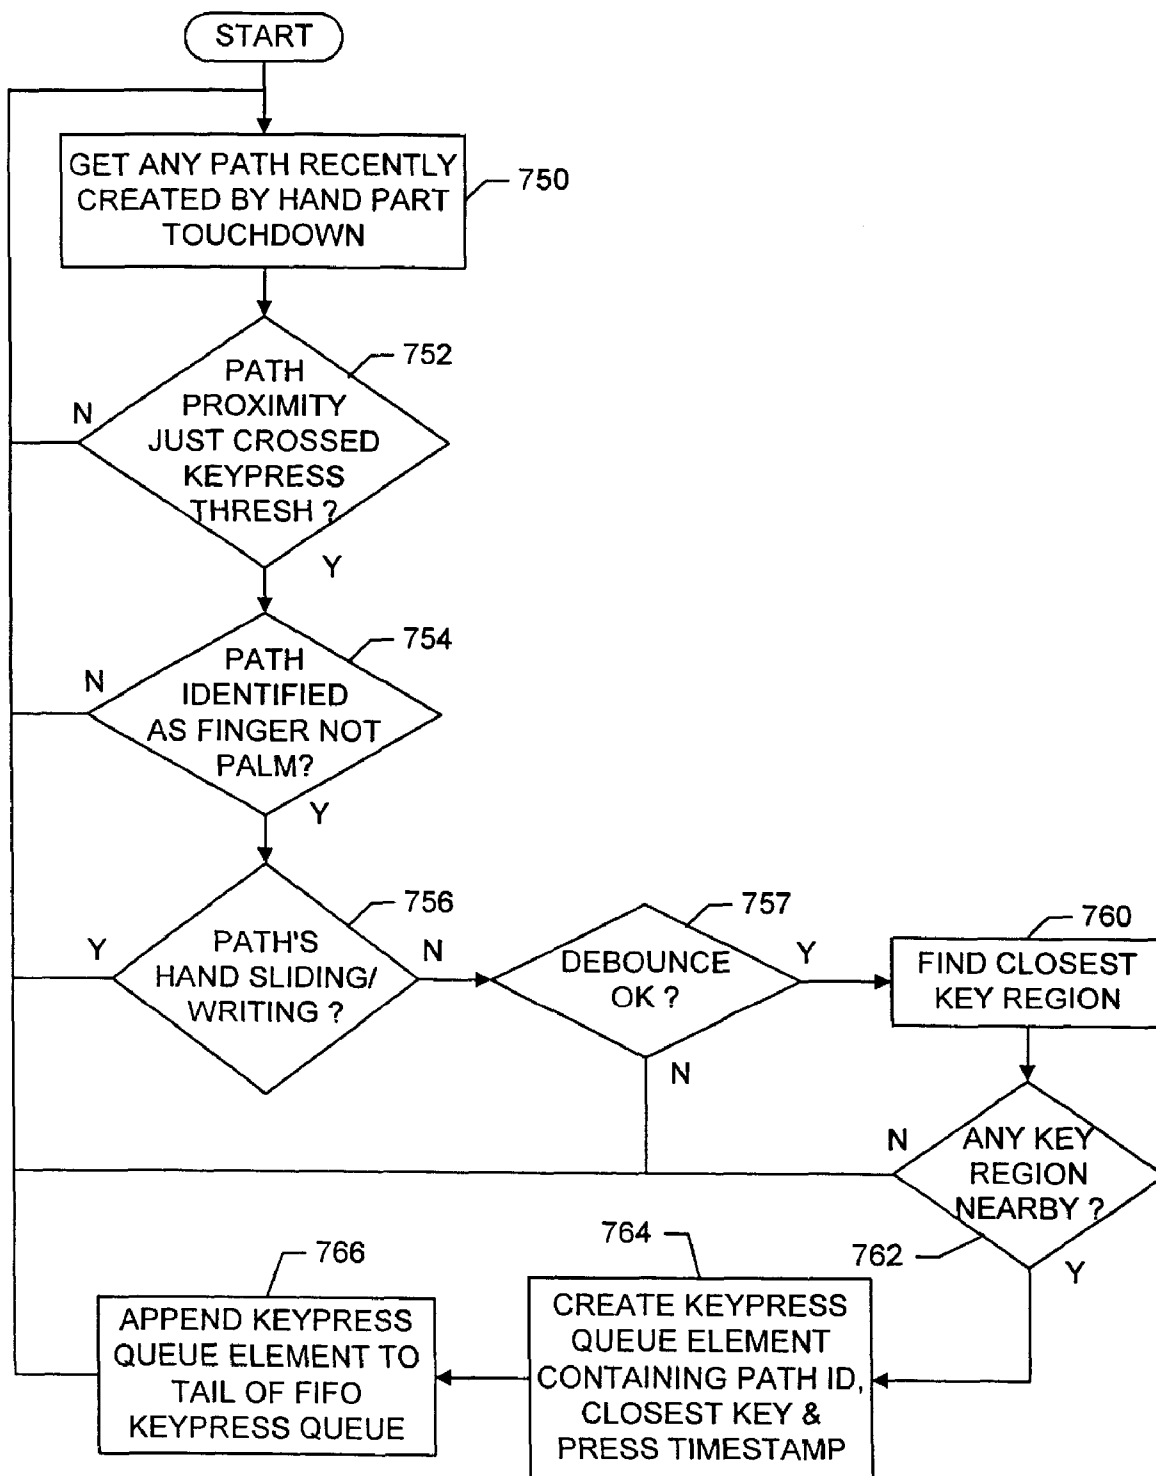 START
GET ANY PATH RECENTLY
CREATED BY HAND PART
TOUCHDOWN
750
PATH
PROXIMITY
JUST CROSSED
KEYPRESS
THRESH ?
752
N
Y
PATH
IDENTIFIED
AS FINGER NOT
PALM?
754
N
Y
PATH'S
HAND SLIDING/
WRITING ?
756
Y
N
DEBOUNCE
OK ?
757
Y
N
760
FIND CLOSEST
KEY REGION
ANY KEY
REGION
NEARBY ?
762
N
Y
764
CREATE KEYPRESS
QUEUE ELEMENT
CONTAINING PATH ID,
CLOSEST KEY &
PRESS TIMESTAMP
766
APPEND KEYPRESS
QUEUE ELEMENT TO
TAIL OF FIFO
KEYPRESS QUEUE